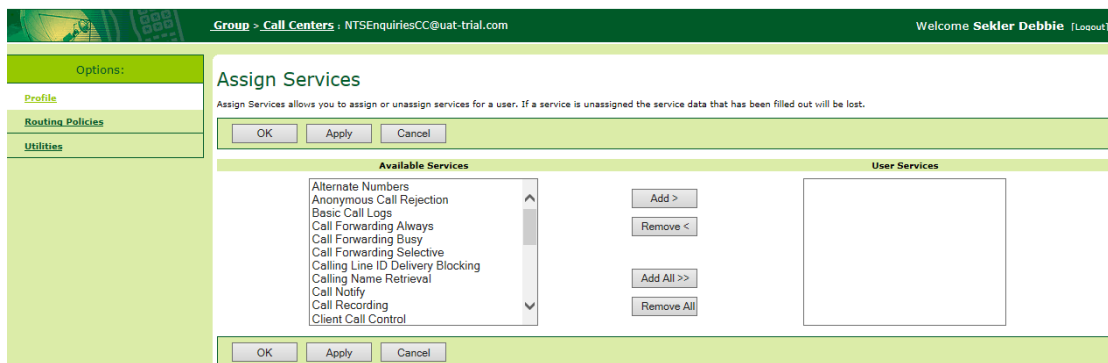 Group > Call Centers : NTSEnquiriesCC@uat-trial.com
Welcome Sekler Debbie [Logout]
Options:
Profile
Routing Policies
Utilities
Assign Services
Assign Services allows you to assign or unassign services for a user. If a service is unassigned the service data that has been filled out will be lost.
OK Apply Cancel
Available Services
User Services
Alternate Numbers
Anonymous Call Rejection
Basic Call Logs
Call Forwarding Always
Call Forwarding Busy
Call Forwarding Selective
Calling Line ID Delivery Blocking
Calling Name Retrieval
Call Notify
Call Recording
Client Call Control
Add >
Remove <
Add All >>
Remove All
OK Apply Cancel